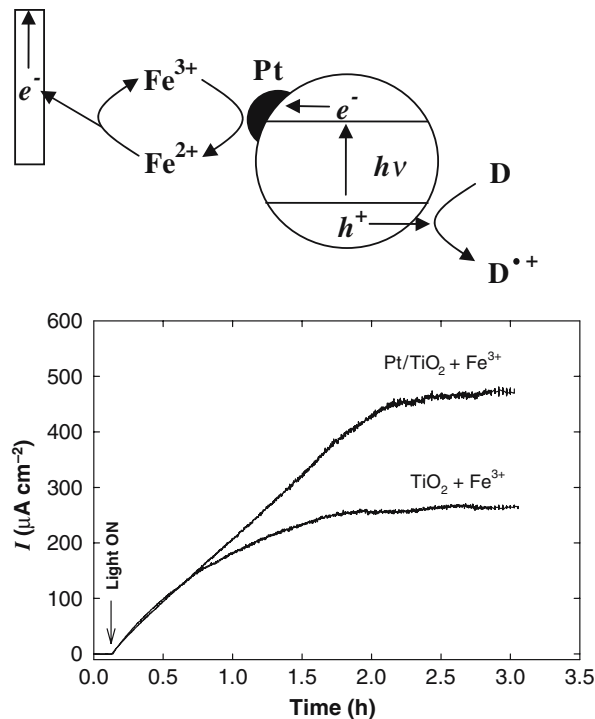 Pt
e⁻
Fe³⁺
e⁻
Fe²⁺
hν
D
h⁺
D•⁺
600
500
400
300
200
100
0
I (μA cm⁻²)
Pt/TiO₂ + Fe³⁺
TiO₂ + Fe³⁺
Light ON
0.0 0.5 1.0 1.5 2.0 2.5 3.0 3.5
Time (h)